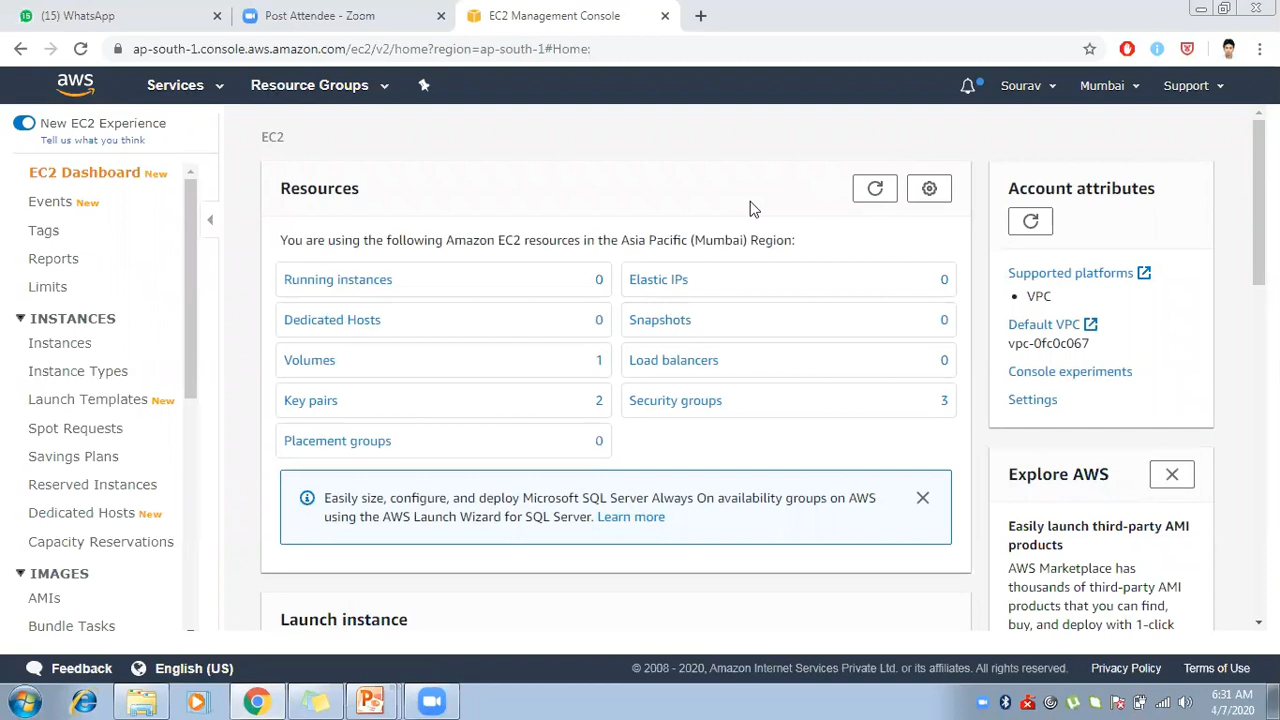 (15) WhatsApp
Post Attendee - Zoom
EC2 Management Console
ap-south-1.console.aws.amazon.com/ec2/v2/home?region=ap-south-1#Home:
aws
Services
Resource Groups
Sourav
Mumbai
Support
New EC2 Experience
Tell us what you think
EC2 Dashboard New
Events New
Tags
Reports
Limits
INSTANCES
Instances
Instance Types
Launch Templates New
Spot Requests
Savings Plans
Reserved Instances
Dedicated Hosts New
Capacity Reservations
IMAGES
AMIs
Bundle Tasks
EC2
Resources
You are using the following Amazon EC2 resources in the Asia Pacific (Mumbai) Region:
Running instances 0
Elastic IPs 0
Dedicated Hosts 0
Snapshots 0
Volumes 1
Load balancers 0
Key pairs 2
Security groups 3
Placement groups 0
Easily size, configure, and deploy Microsoft SQL Server Always On availability groups on AWS
using the AWS Launch Wizard for SQL Server. Learn more
Launch instance
Account attributes
Supported platforms
• VPC
Default VPC
vpc-0fc0c067
Console experiments
Settings
Explore AWS
Easily launch third-party AMI
products
AWS Marketplace has
thousands of third-party AMI
products that you can find,
buy, and deploy with 1-click
Feedback
English (US)
© 2008 - 2020, Amazon Internet Services Private Ltd. or its affiliates. All rights reserved.
Privacy Policy
Terms of Use
6:31 AM
4/7/2020